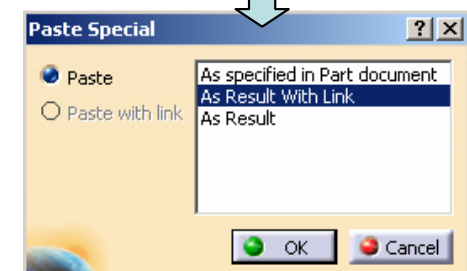 Paste Special
Paste
Paste with link
As specified in Part document
As Result With Link
As Result
OK
Cancel